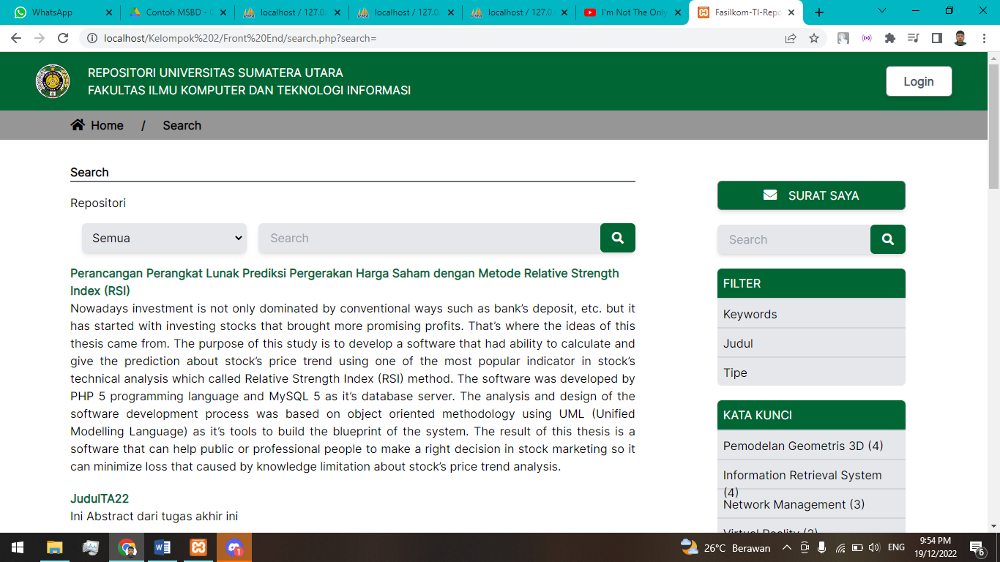 WhatsApp
Contoh MSBD - G
localhost / 127.0.
localhost / 127.0.
localhost / 127.0.
I'm Not The Only
Fasilkom-TI-Repo
localhost/Kelompok%202/Front%20End/search.php?search=
REPOSITORI UNIVERSITAS SUMATERA UTARA
FAKULTAS ILMU KOMPUTER DAN TEKNOLOGI INFORMASI
Login
Home / Search
Search
Repositori
Semua
Search
Perancangan Perangkat Lunak Prediksi Pergerakan Harga Saham dengan Metode Relative Strength
Index (RSI)
Nowadays investment is not only dominated by conventional ways such as bank's deposit, etc. but it
has started with investing stocks that brought more promising profits. That's where the ideas of this
thesis came from. The purpose of this study is to develop a software that had ability to calculate and
give the prediction about stock's price trend using one of the most popular indicator in stock's
technical analysis which called Relative Strength Index (RSI) method. The software was developed by
PHP 5 programming language and MySQL 5 as it's database server. The analysis and design of the
software development process was based on object oriented methodology using UML (Unified
Modelling Language) as it's tools to build the blueprint of the system. The result of this thesis is a
software that can help public or professional people to make a right decision in stock marketing so it
can minimize loss that caused by knowledge limitation about stock's price trend analysis.
JudulTA22
Ini Abstract dari tugas akhir ini
SURAT SAYA
Search
FILTER
Keywords
Judul
Tipe
KATA KUNCI
Pemodelan Geometris 3D (4)
Information Retrieval System
(4)
Network Management (3)
Virtual Reality (3)
26°C Berawan
ENG
9:54 PM
19/12/2022
6
1